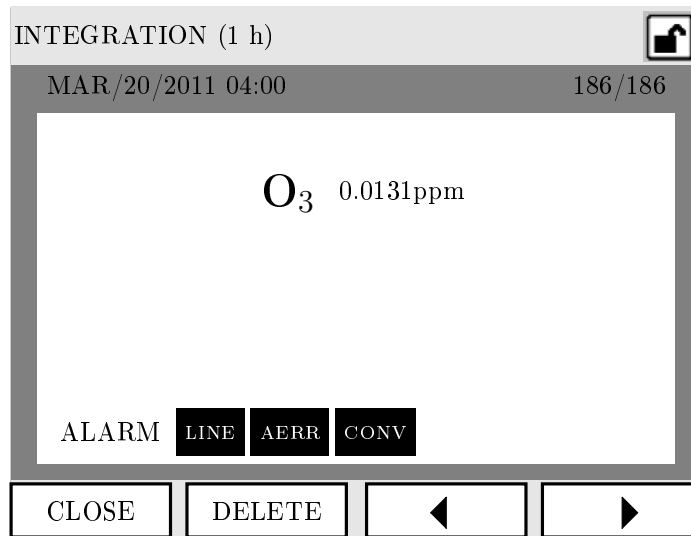 INTEGRATION (1 h)
MAR/20/2011 04:00 186/186
O₃ 0.0131ppm
ALARM LINE AERR CONV
CLOSE DELETE